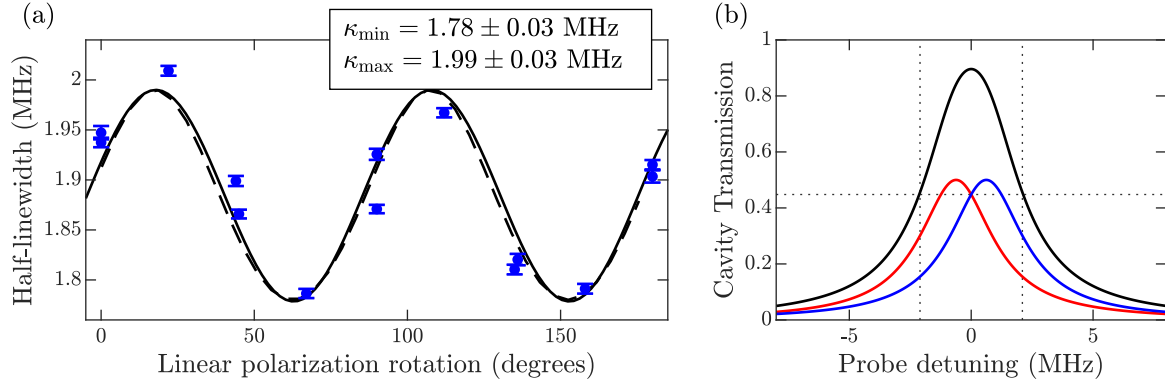 (a)
κmin = 1.78 ± 0.03 MHz
κmax = 1.99 ± 0.03 MHz
Half-linewidth (MHz)
2
1.95
1.9
1.85
1.8
0
50
100
150
Linear polarization rotation (degrees)
(b)
Cavity Transmission
1
0.8
0.6
0.4
0.2
0
-5
0
5
Probe detuning (MHz)